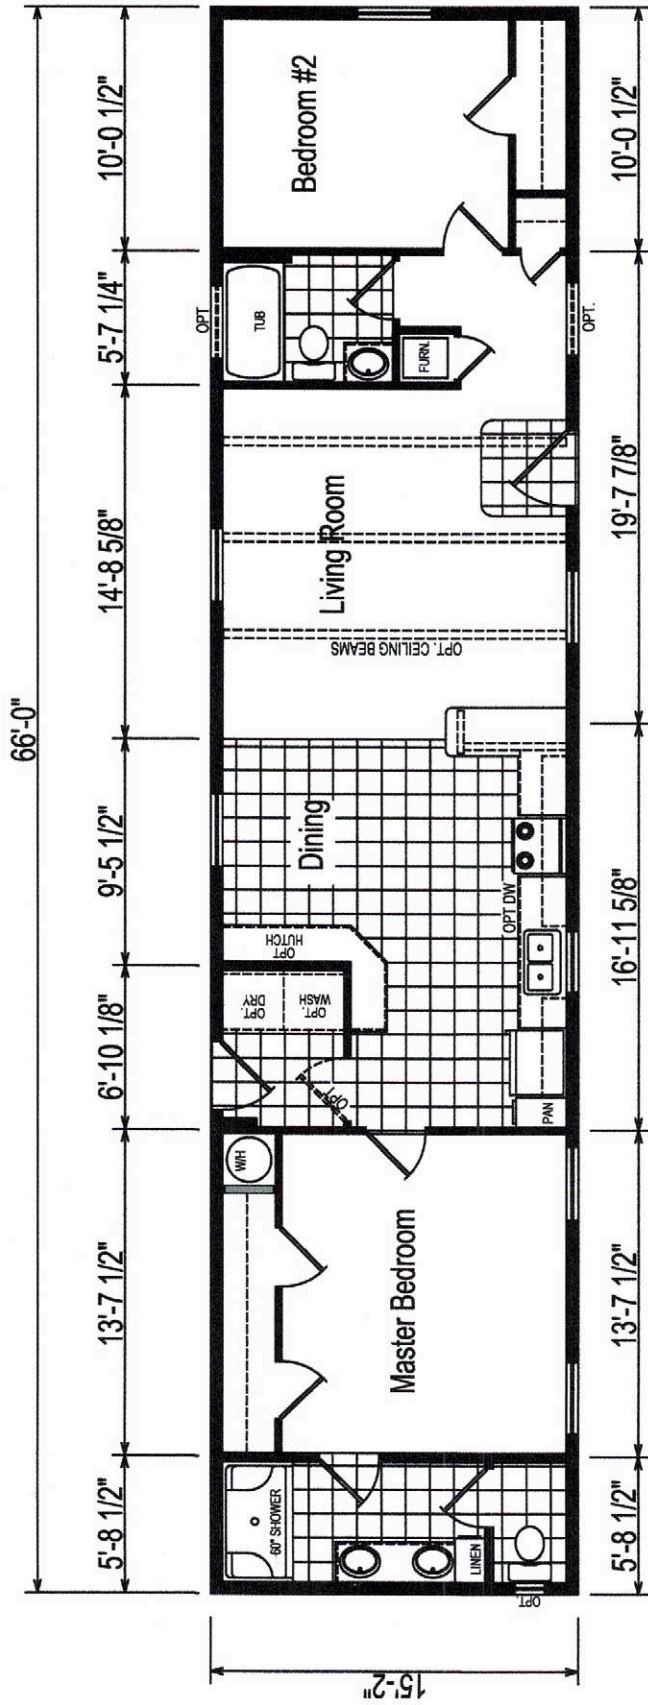 66'-0"
5'-8 1/2"
13'-7 1/2"
6'-10 1/8"
9'-5 1/2"
14'-8 5/8"
5'-7 1/4"
10'-0 1/2"
OPT
60" SHOWER
W/H
OPT.
DRY
OPT.
WASH
OPT
HUTCH
TUB
LINEN
OPT
Master Bedroom
OPT
Dining
Living Room
OPT. CEILING BEAMS
FURN.
Bedroom #2
PAN
OPT DW
OPT.
15'-2"
5'-8 1/2"
13'-7 1/2"
16'-11 5/8"
19'-7 7/8"
10'-0 1/2"